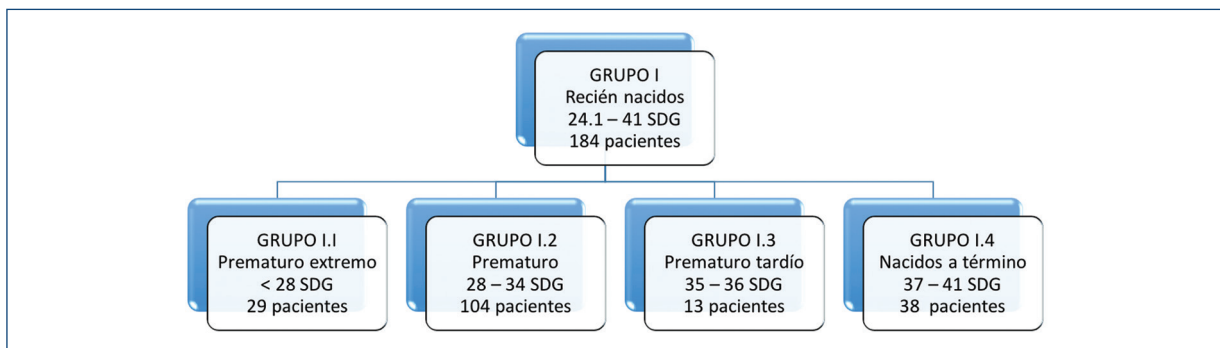 GRUPO I
Recién nacidos
24.1 – 41 SDG
184 pacientes
GRUPO I.I
Prematuro extremo
< 28 SDG
29 pacientes
GRUPO I.2
Prematuro
28 – 34 SDG
104 pacientes
GRUPO I.3
Prematuro tardío
35 – 36 SDG
13 pacientes
GRUPO I.4
Nacidos a término
37 – 41 SDG
38 pacientes